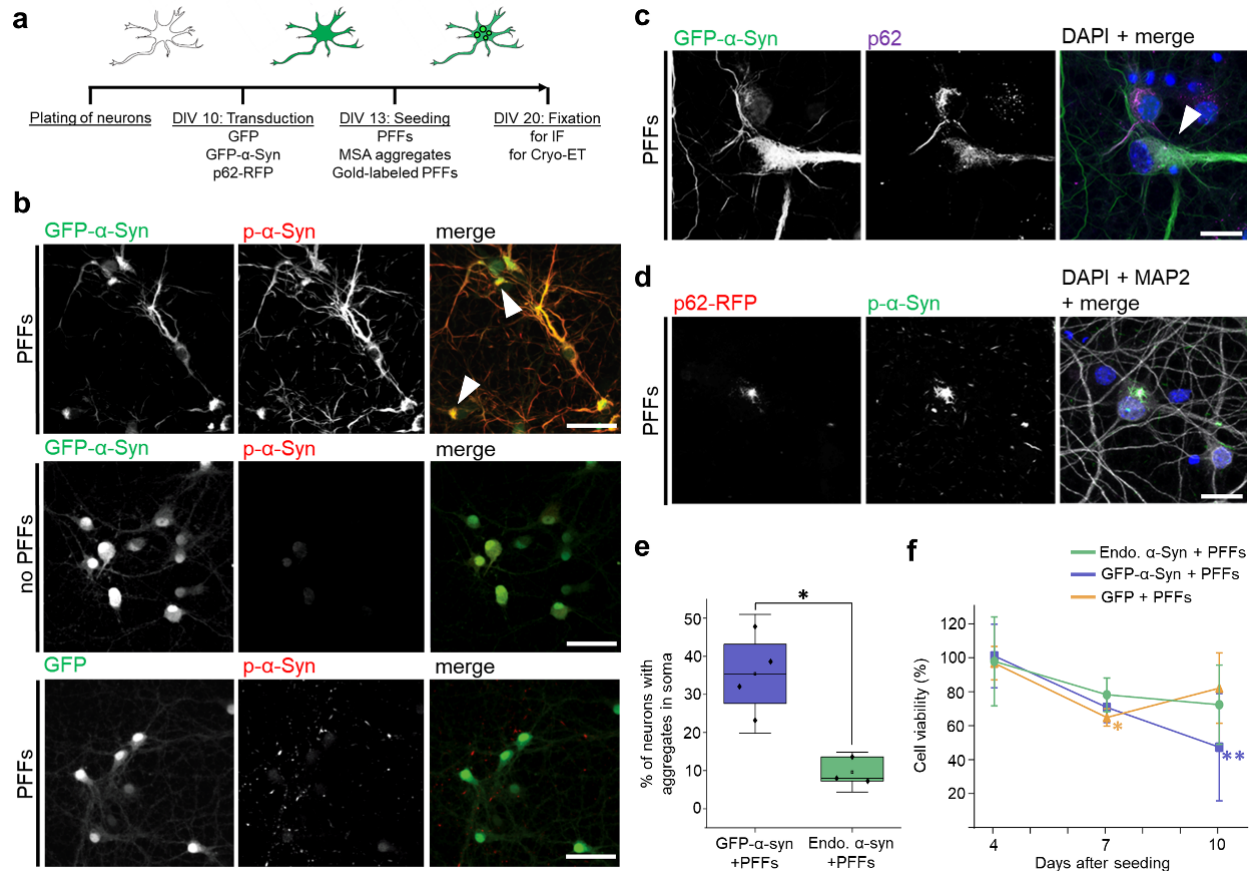 a
Plating of neurons
DIV 10: Transduction
GFP
GFP-α-Syn
p62-RFP
DIV 13: Seeding
PFFs
MSA aggregates
Gold-labeled PFFs
DIV 20: Fixation
for IF
for Cryo-ET
b
GFP-α-Syn
p-α-Syn
merge
PFFs
GFP-α-Syn
p-α-Syn
merge
no PFFs
GFP
p-α-Syn
merge
PFFs
c
GFP-α-Syn
p62
DAPI + merge
PFFs
d
p62-RFP
p-α-Syn
DAPI + MAP2
+ merge
PFFs
e
% of neurons with
aggregates in soma
50
40
30
20
10
0
*
GFP-α-syn
+PFFs
Endo. α-syn
+PFFs
f
Endo. α-Syn + PFFs
GFP-α-Syn + PFFs
GFP + PFFs
Cell viability (%)
120
100
80
60
40
20
*
**
4
7
10
Days after seeding